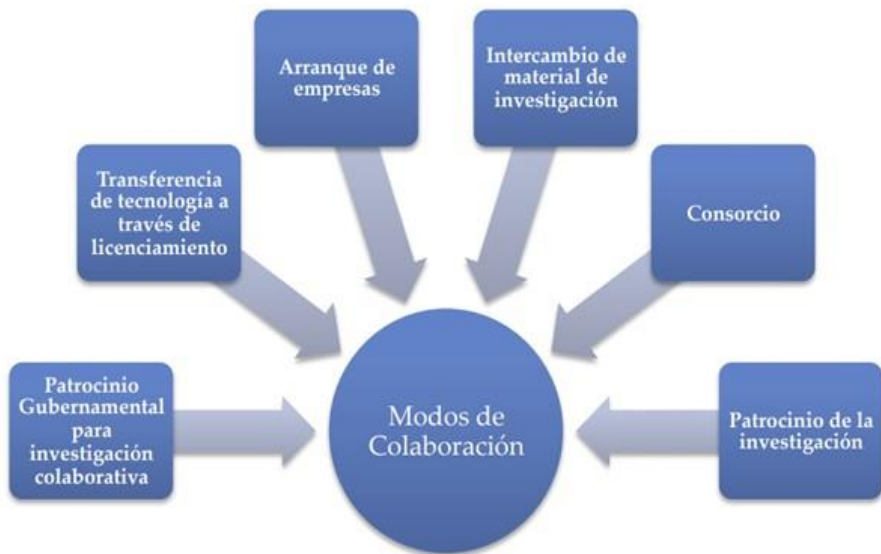 Arranque de
empresas
Intercambio de
material de
investigación
Transferencia
de tecnología a
través de
licenciamiento
Consorcio
Patrocinio
Gubernamental
para
investigación
colaborativa
Modos de
Colaboración
Patrocinio de la
investigación